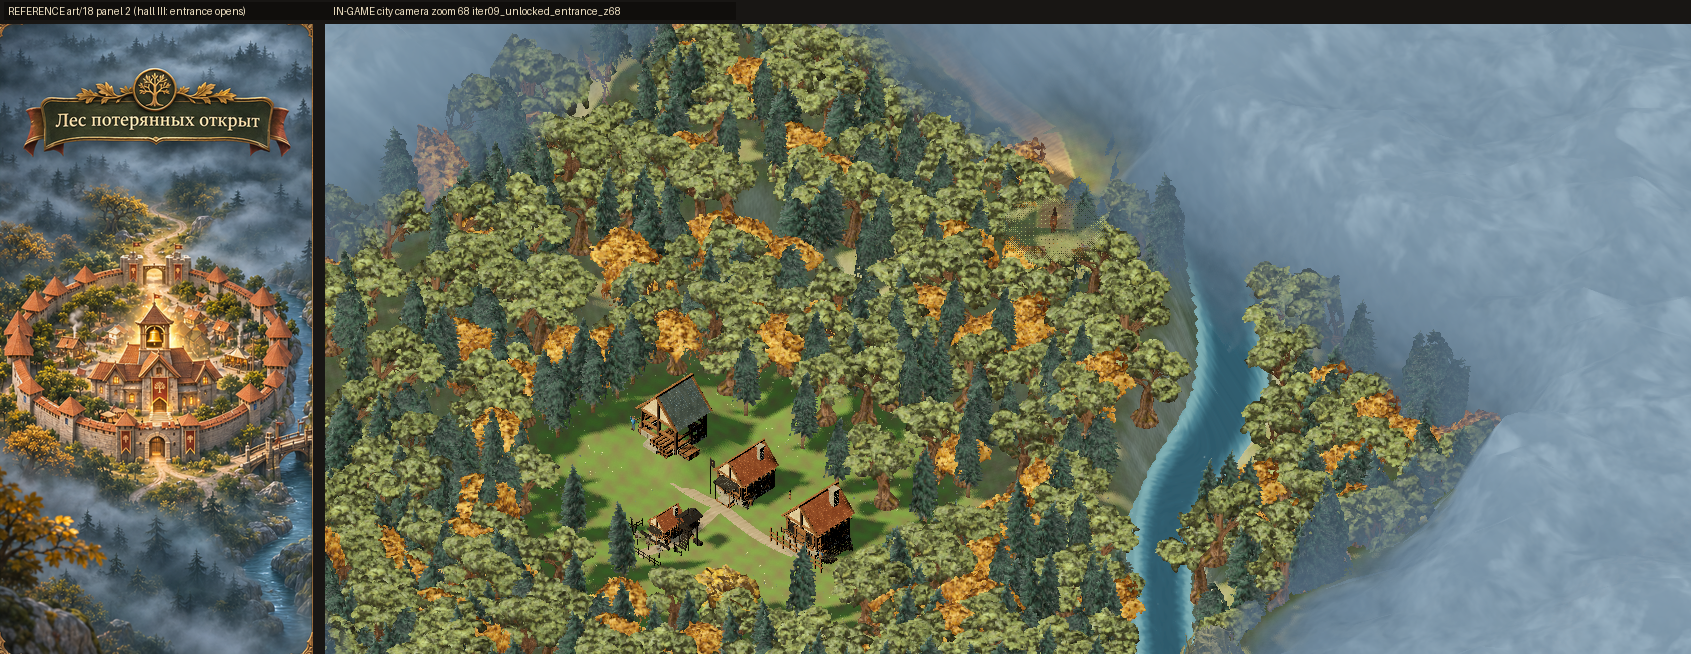 REFERENCE art/18 panel 2 (hall III: entrance opens)
IN-GAME city camera zoom 68 iter09_unlocked_entrance_z68
Лес потерянных открыт